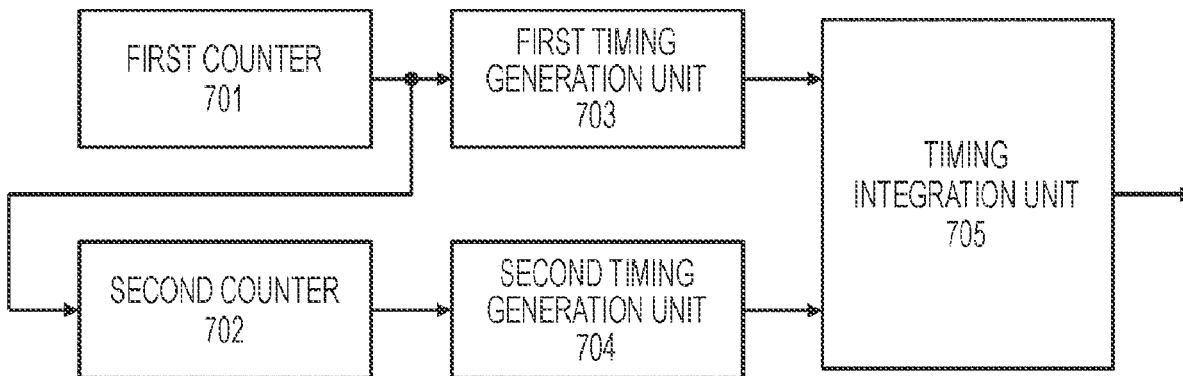 FIRST COUNTER
701
FIRST TIMING
GENERATION UNIT
703
TIMING
INTEGRATION UNIT
705
SECOND COUNTER
702
SECOND TIMING
GENERATION UNIT
704